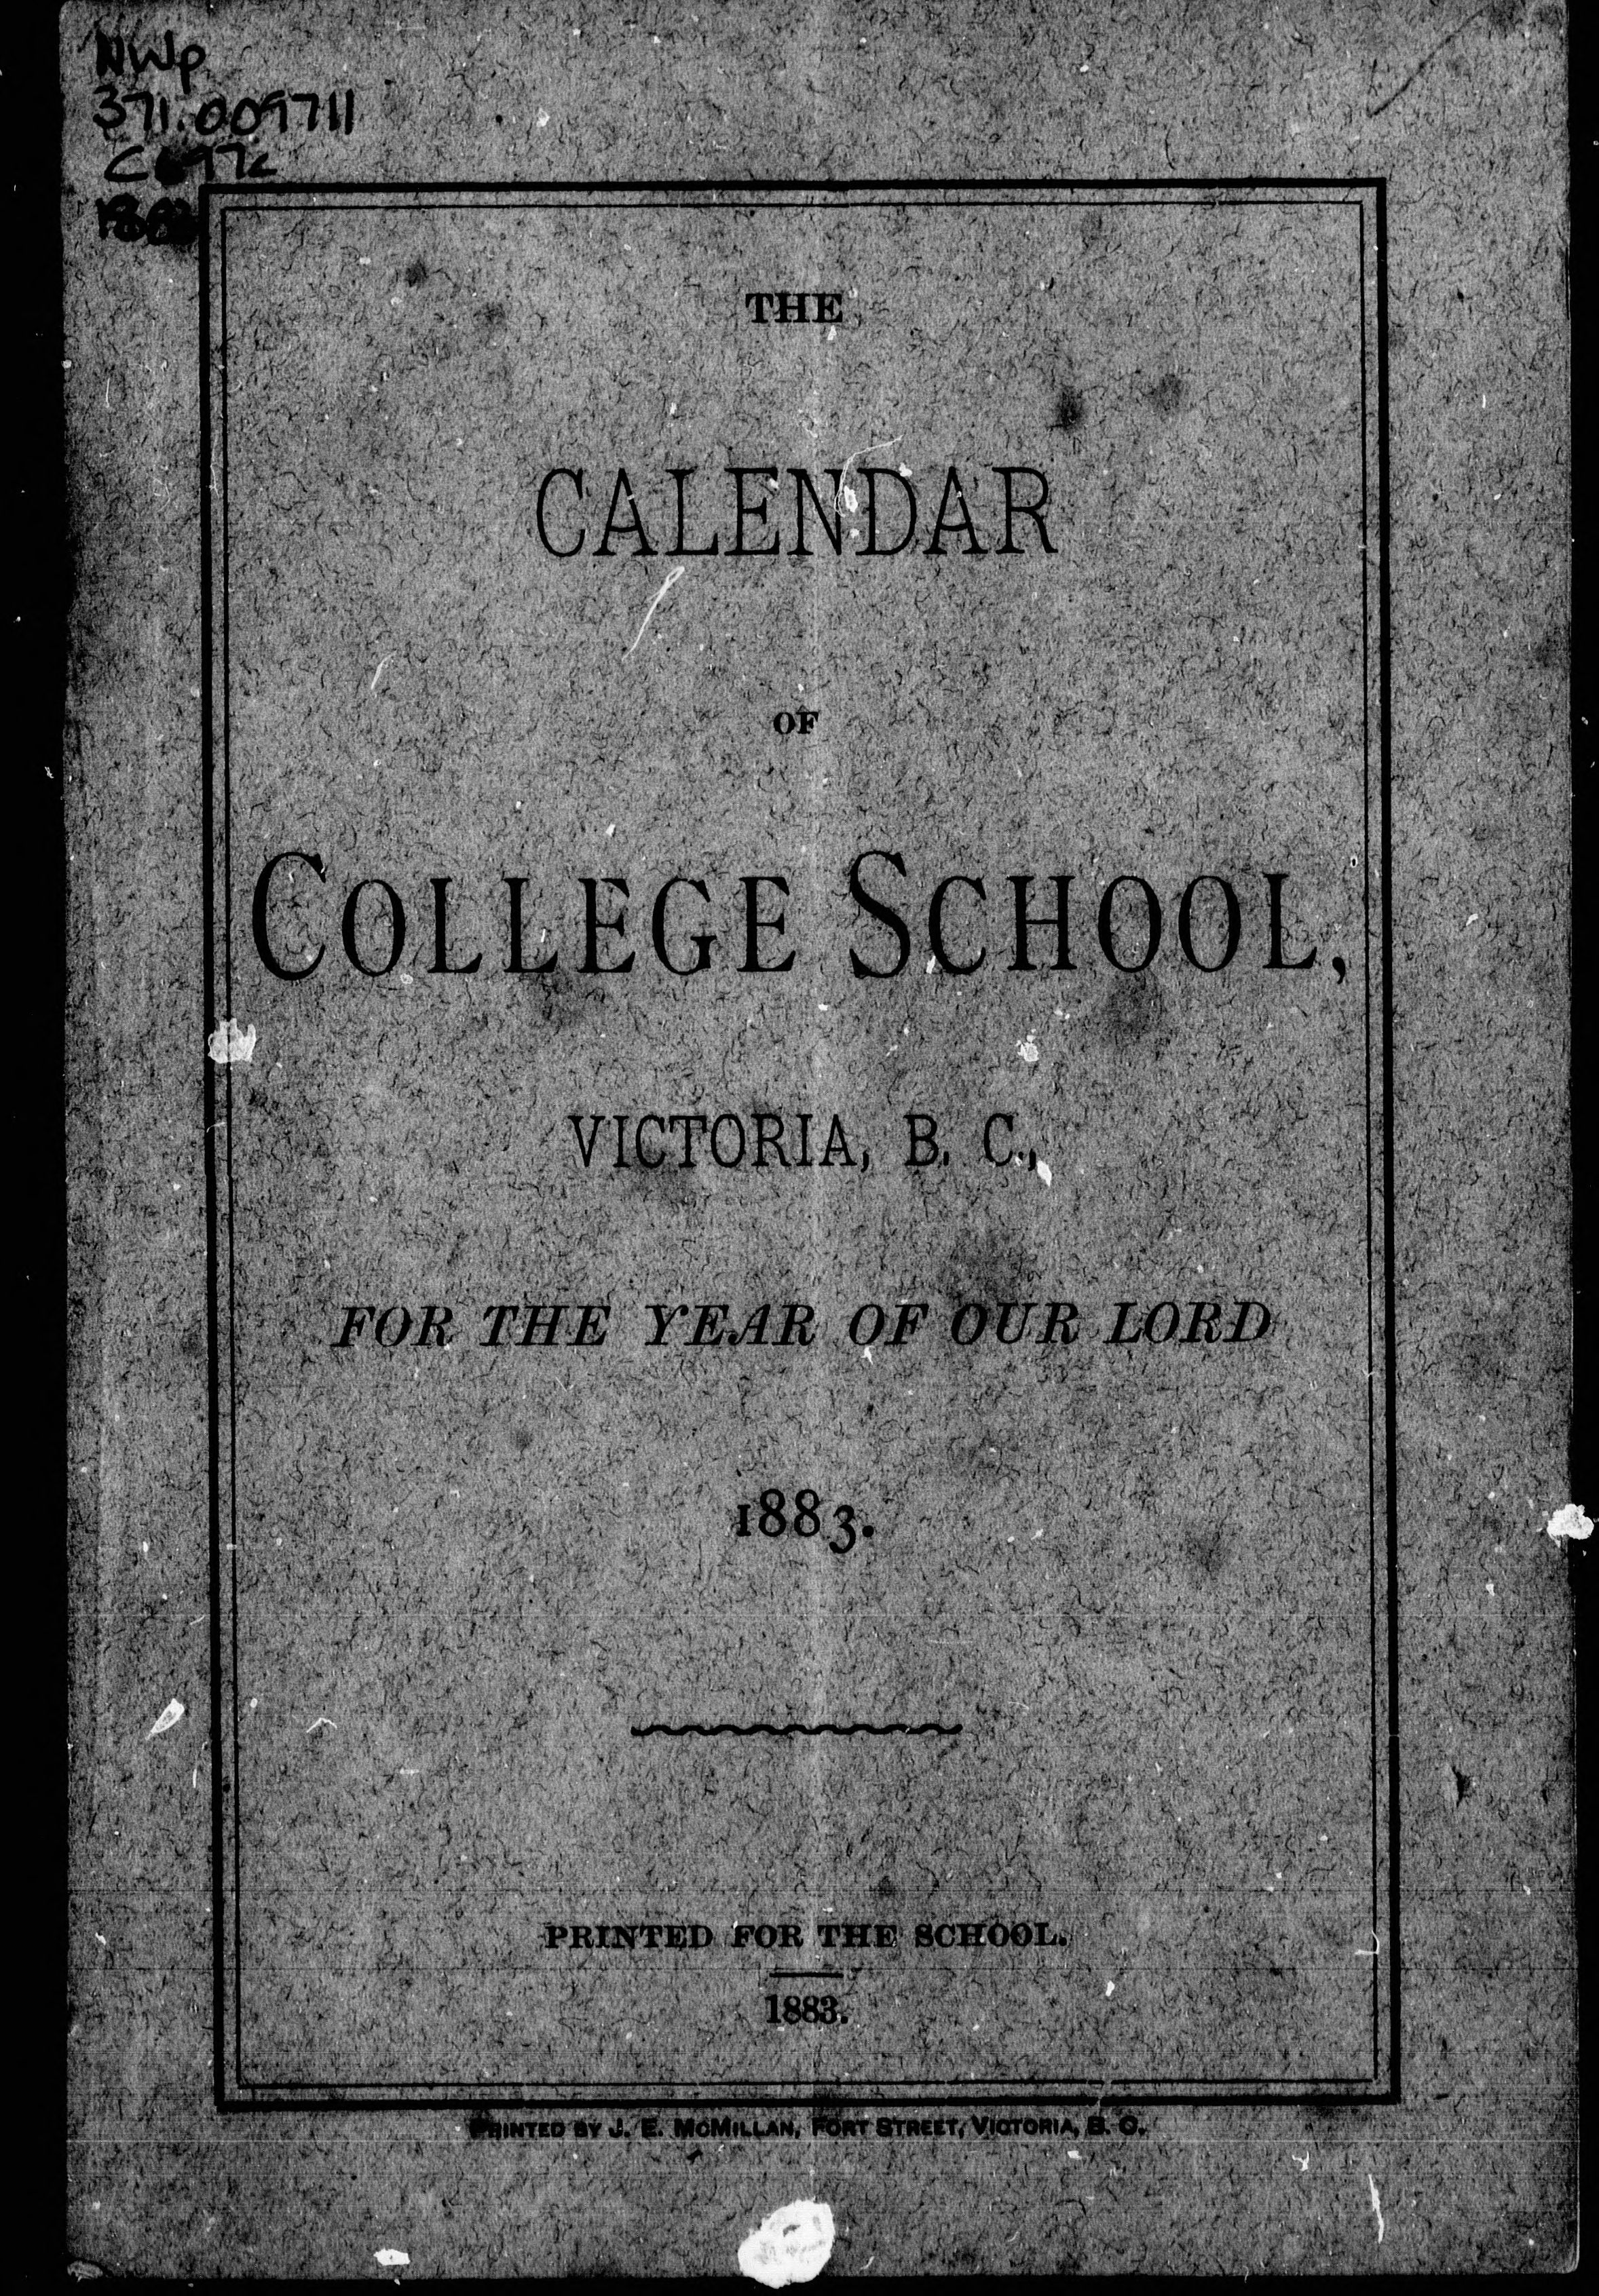 NWp
371.009711
C697c
THE
CALENDAR
OF
COLLEGE SCHOOL,
VICTORIA, B. C.,
FOR THE YEAR OF OUR LORD
1883.
PRINTED FOR THE SCHOOL.
1883.
PRINTED BY J. E. MCMILLAN, FORT STREET, VICTORIA, B. C.